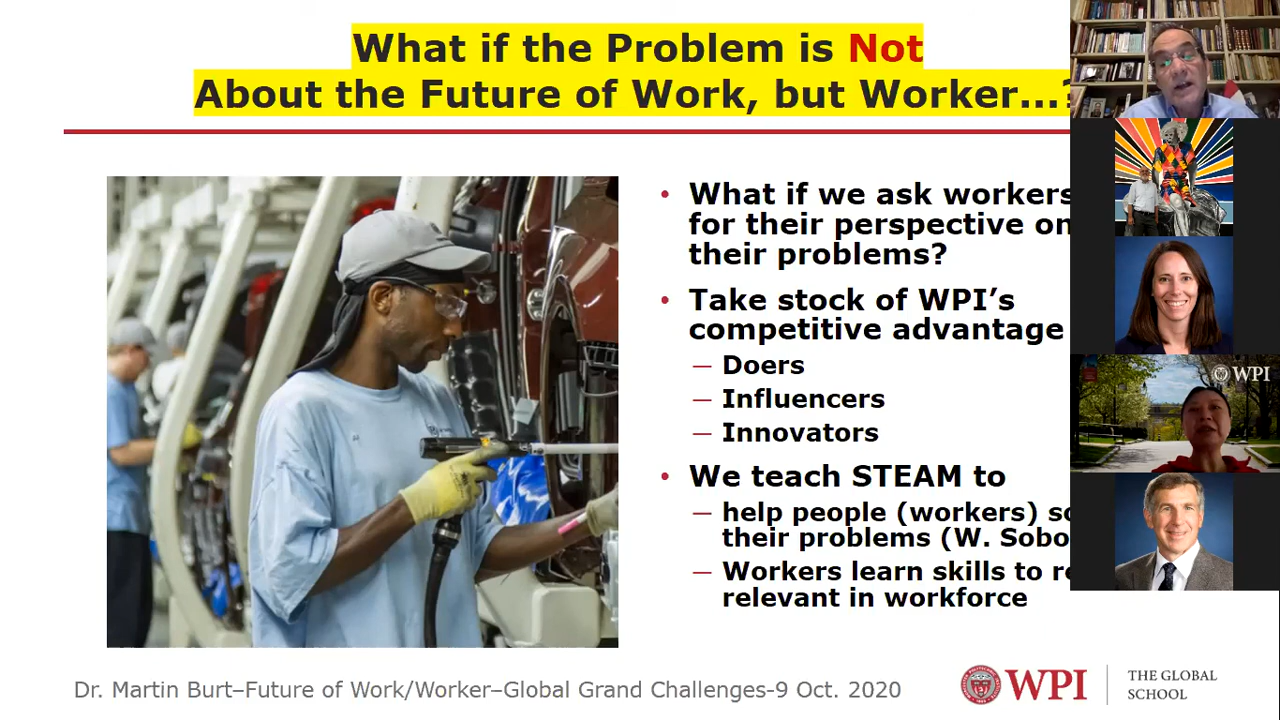 What if the Problem is Not
About the Future of Work, but Worker...?
• What if we ask workers
for their perspective on
their problems?
• Take stock of WPI’s
competitive advantage
— Doers
— Influencers
— Innovators
• We teach STEAM to
— help people (workers)
their problems (W.
— Workers learn skills to
relevant in workforce
Dr. Martin Burt–Future of Work/Worker–Global Grand Challenges-9 Oct. 2020
WPI
THE GLOBAL
SCHOOL
WPI